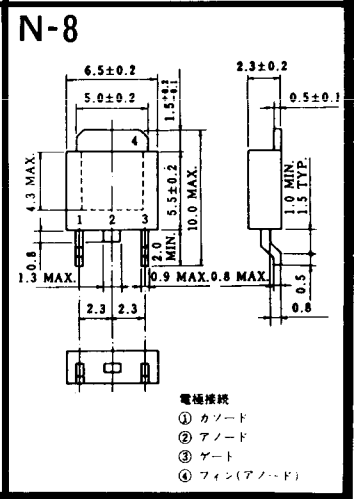 N-8
6.5±0.2
5.0±0.2
1.5+0.2-0.1
2.3±0.2
0.5±0.1
4
4.3 MAX.
5.5±0.2
10.0 MAX.
1.0 MIN.
1.5 TYP.
1 2 3
0.8
2.0 MIN.
1.3 MAX.
0.9 MAX.
0.8 MAX.
0.5
0.8
2.3 2.3
電極接続
① カソード
② アノード
③ ゲート
④ フィン(アノード)